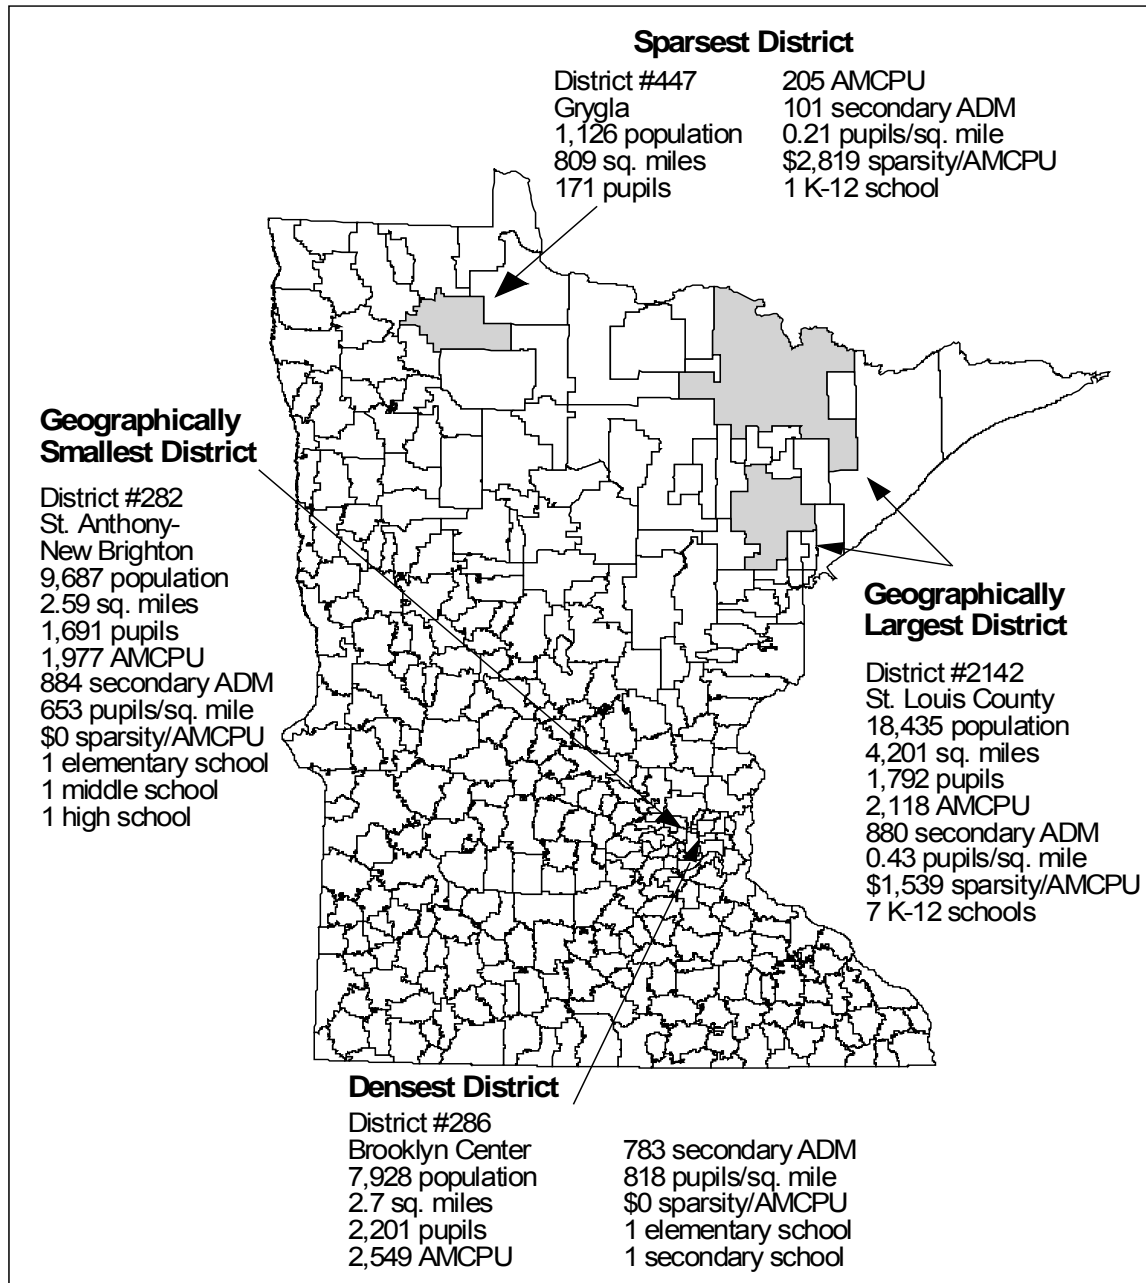 Sparsest District
District #447
Grygla
1,126 population
809 sq. miles
171 pupils
205 AMCPU
101 secondary ADM
0.21 pupils/sq. mile
$2,819 sparsity/AMCPU
1 K-12 school
Geographically
Smallest District
District #282
St. Anthony-
New Brighton
9,687 population
2.59 sq. miles
1,691 pupils
1,977 AMCPU
884 secondary ADM
653 pupils/sq. mile
$0 sparsity/AMCPU
1 elementary school
1 middle school
1 high school
Geographically
Largest District
District #2142
St. Louis County
18,435 population
4,201 sq. miles
1,792 pupils
2,118 AMCPU
880 secondary ADM
0.43 pupils/sq. mile
$1,539 sparsity/AMCPU
7 K-12 schools
Densest District
District #286
Brooklyn Center
7,928 population
2.7 sq. miles
2,201 pupils
2,549 AMCPU
783 secondary ADM
818 pupils/sq. mile
$0 sparsity/AMCPU
1 elementary school
1 secondary school